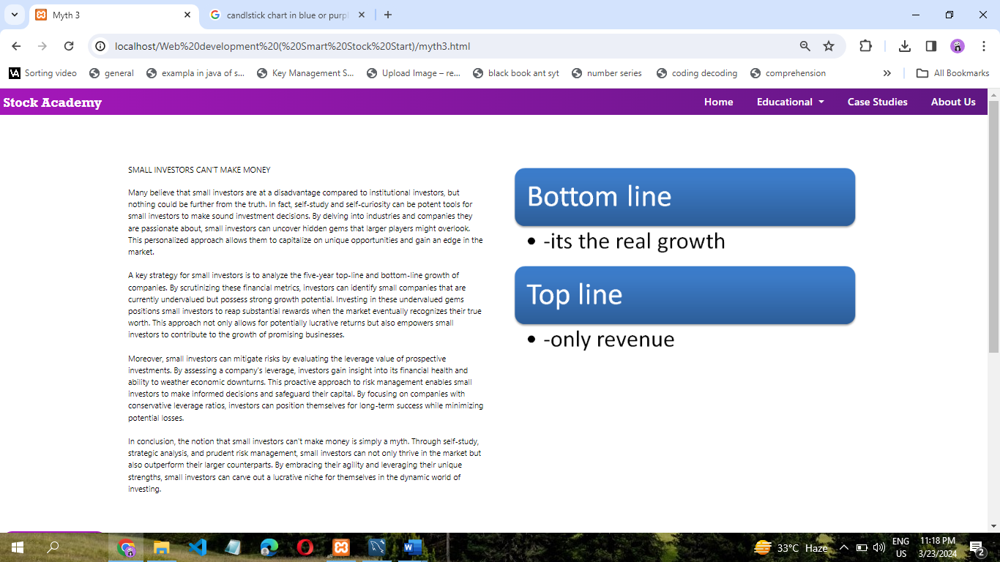 Myth 3
candlstick chart in blue or purpl
localhost/Web%20development%20(%20Smart%20Stock%20Start)/myth3.html
Sorting video
general
exampla in java of s...
Key Management S...
Upload Image – re...
black book ant syt
number series
coding decoding
comprehension
All Bookmarks
Stock Academy
Home
Educational
Case Studies
About Us
SMALL INVESTORS CAN'T MAKE MONEY
Many believe that small investors are at a disadvantage compared to institutional investors, but
nothing could be further from the truth. In fact, self-study and self-curiosity can be potent tools for
small investors to make sound investment decisions. By delving into industries and companies they
are passionate about, small investors can uncover hidden gems that larger players might overlook.
This personalized approach allows them to capitalize on unique opportunities and gain an edge in the
market.
A key strategy for small investors is to analyze the five-year top-line and bottom-line growth of
companies. By scrutinizing these financial metrics, investors can identify small companies that are
currently undervalued but possess strong growth potential. Investing in these undervalued gems
positions small investors to reap substantial rewards when the market eventually recognizes their true
worth. This approach not only allows for potentially lucrative returns but also empowers small
investors to contribute to the growth of promising businesses.
Moreover, small investors can mitigate risks by evaluating the leverage value of prospective
investments. By assessing a company's leverage, investors gain insight into its financial health and
ability to weather economic downturns. This proactive approach to risk management enables small
investors to make informed decisions and safeguard their capital. By focusing on companies with
conservative leverage ratios, investors can position themselves for long-term success while minimizing
potential losses.
In conclusion, the notion that small investors can't make money is simply a myth. Through self-study,
strategic analysis, and prudent risk management, small investors can not only thrive in the market but
also outperform their larger counterparts. By embracing their agility and leveraging their unique
strengths, small investors can carve out a lucrative niche for themselves in the dynamic world of
investing.
Bottom line
• -its the real growth
Top line
• -only revenue
33°C Haze
ENG
US
11:18 PM
3/23/2024
2